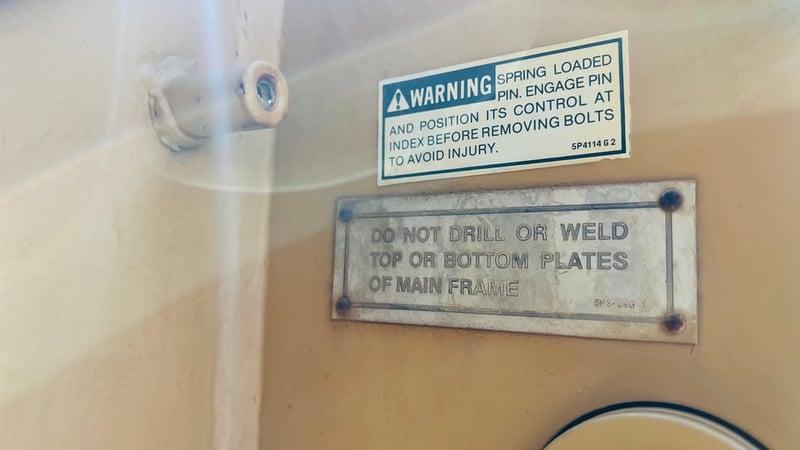 WARNING SPRING LOADED
PIN. ENGAGE PIN
AND POSITION ITS CONTROL AT
INDEX BEFORE REMOVING BOLTS
TO AVOID INJURY.
5P4114 G 2
DO NOT DRILL OR WELD
TOP OR BOTTOM PLATES
OF MAIN FRAME